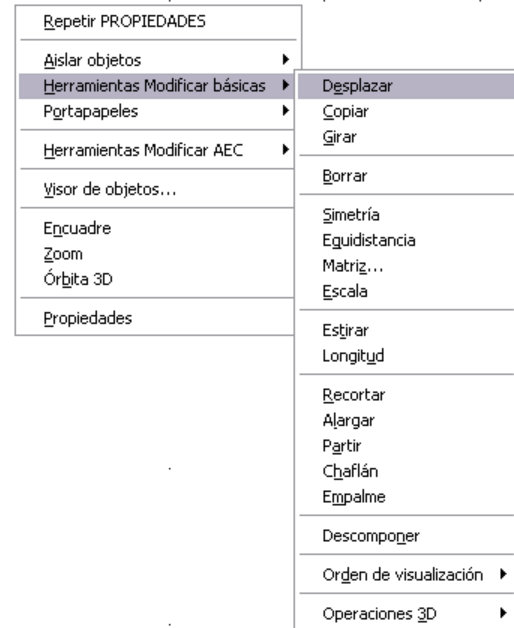 Repetir PROPIEDADES
Aislar objetos
Herramientas Modificar básicas
Portapapeles
Herramientas Modificar AEC
Visor de objetos...
Encuadre
Zoom
Órbita 3D
Propiedades
Desplazar
Copiar
Girar
Borrar
Simetría
Equidistancia
Matriz...
Escala
Estirar
Longitud
Recortar
Alargar
Partir
Chaflán
Empalme
Descomponer
Orden de visualización
Operaciones 3D